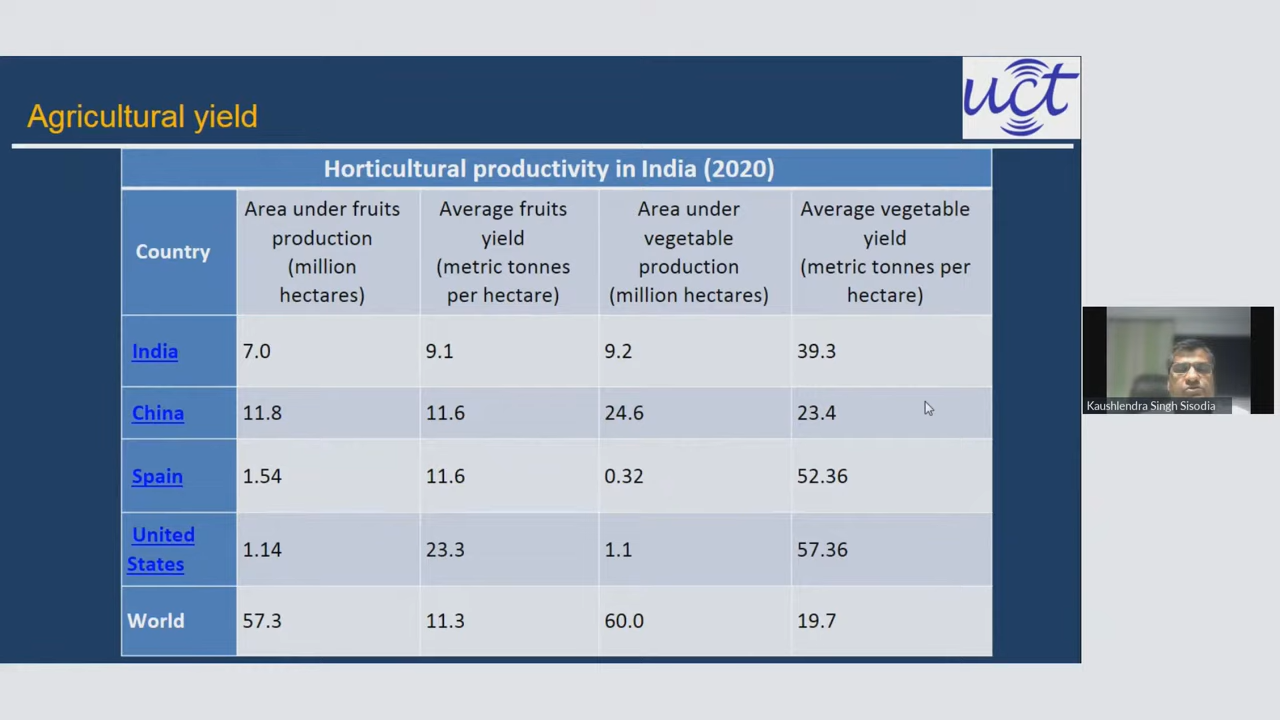 uct
Agricultural yield
Horticultural productivity in India (2020)
Country
Area under fruits
production
(million
hectares)
Average fruits
yield
(metric tonnes
per hectare)
Area under
vegetable
production
(million hectares)
Average vegetable
yield
(metric tonnes per
hectare)
India 7.0 9.1 9.2 39.3
China 11.8 11.6 24.6 23.4
Spain 1.54 11.6 0.32 52.36
United
States 1.14 23.3 1.1 57.36
World 57.3 11.3 60.0 19.7
Kaushlendra Singh Sisodia